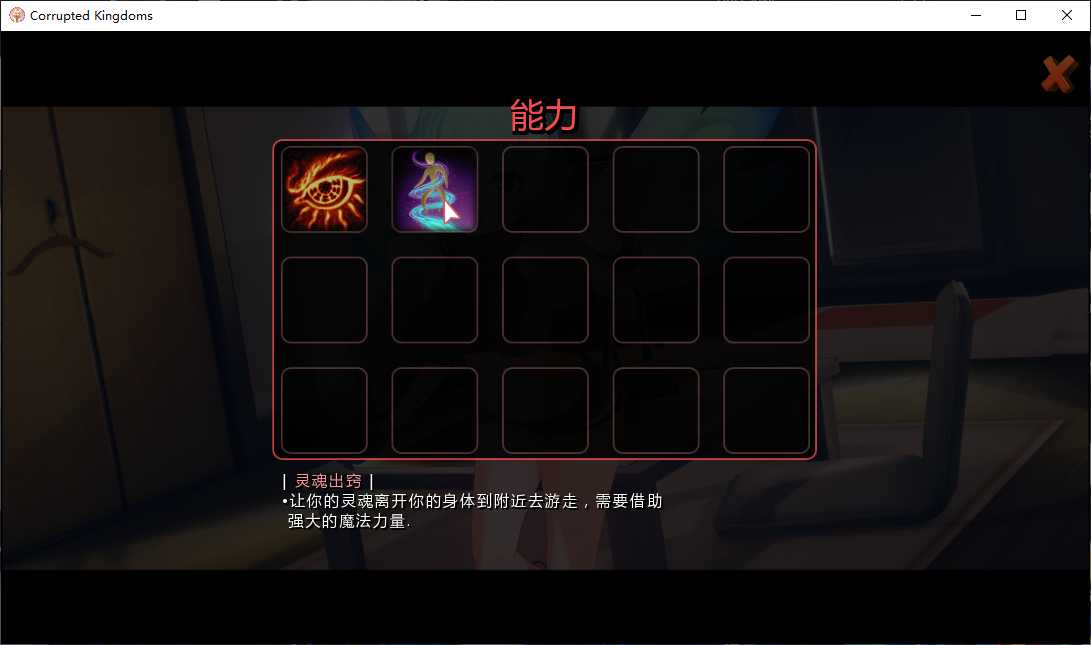 Corrupted Kingdoms
能力
| 灵魂出窍 |
•让你的灵魂离开你的身体到附近去游走，需要借助
强大的魔法力量.